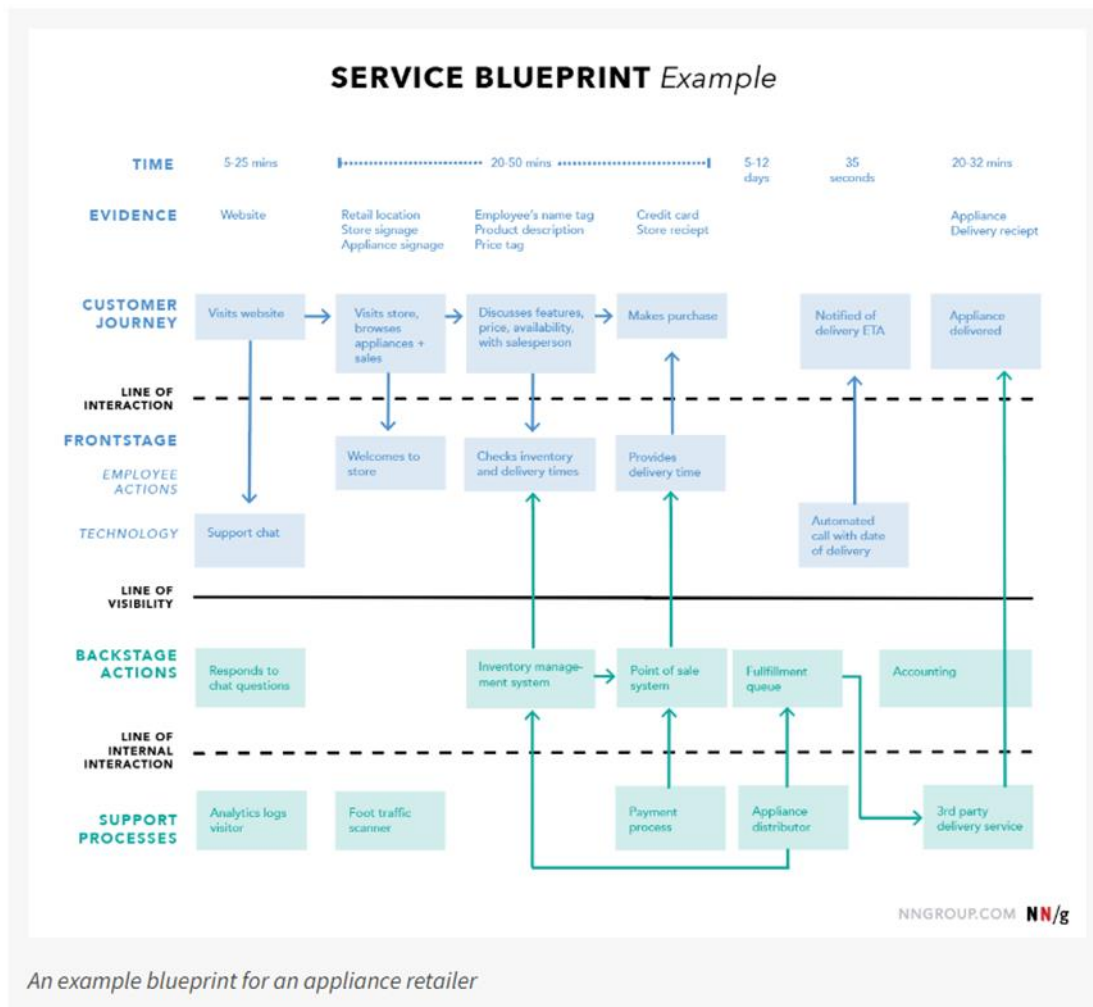 SERVICE BLUEPRINT Example
TIME
5-25 mins
20-50 mins
5-12
days
35
seconds
20-32 mins
EVIDENCE
Website
Retail location
Store signage
Appliance signage
Employee's name tag
Product description
Price tag
Credit card
Store reciept
Appliance
Delivery reciept
CUSTOMER
JOURNEY
Visits website
Visits store,
browses
appliances +
sales
Discusses features,
price, availability,
with salesperson
Makes purchase
Notified of
delivery ETA
Appliance
delivered
LINE OF
INTERACTION
FRONTSTAGE
EMPLOYEE
ACTIONS
Welcomes to
store
Checks inventory
and delivery times
Provides
delivery time
TECHNOLOGY
Support chat
Automated
call with date
of delivery
LINE OF
VISIBILITY
BACKSTAGE
ACTIONS
Responds to
chat questions
Inventory manage-
ment system
Point of sale
system
Fullfillment
queue
Accounting
LINE OF
INTERNAL
INTERACTION
SUPPORT
PROCESSES
Analytics logs
visitor
Foot traffic
scanner
Payment
process
Appliance
distributor
3rd party
delivery service
NNGROUP.COM NN/g
An example blueprint for an appliance retailer